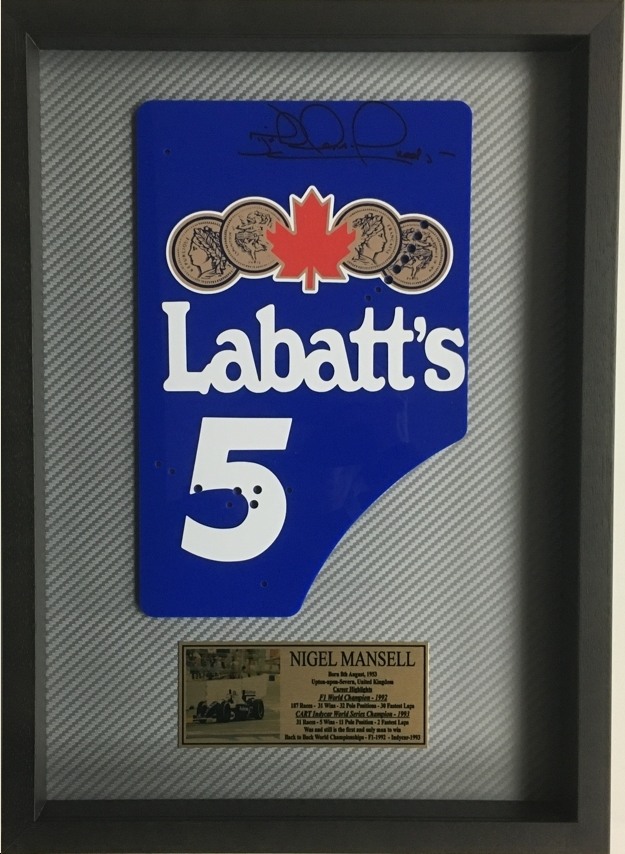 Labatt's
5
NIGEL MANSELL
Born 8th August, 1953
Upton-upon-Severn, United Kingdom
Career Highlights
F1 World Champion - 1992
187 Races - 31 Wins - 32 Pole Positions - 30 Fastest Laps
CART Indycar World Series Champion - 1993
31 Races - 5 Wins - 11 Pole Position - 2 Fastest Laps
Was and still is the first and only man to win
Back to Back World Championships - F1-1992 - Indycar-1993